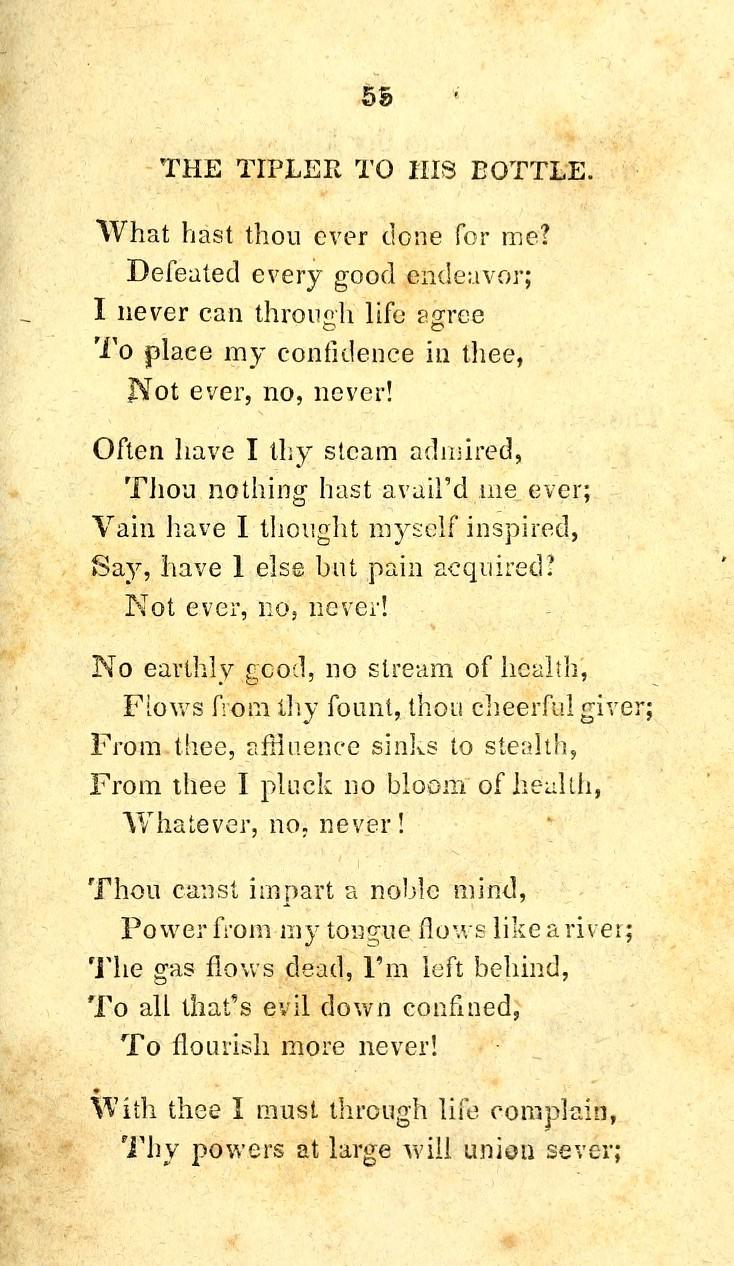 55
THE TIPLER TO HIS BOTTLE.
What hast thou ever done for me?
Defeated every good endeavor;
I never can through life agree
To place my confidence in thee,
Not ever, no, never!
Often have I thy steam admired,
Thou nothing hast avail'd me ever;
Vain have I thought myself inspired,
Say, have I else but pain acquired?
Not ever, no, never!
No earthly good, no stream of health,
Flows from thy fount, thou cheerful giver;
From thee, affluence sinks to stealth,
From thee I pluck no bloom of health,
Whatever, no, never!
Thou canst impart a noble mind,
Power from my tongue flows like a river;
The gas flows dead, I'm left behind,
To all that's evil down confined,
To flourish more never!
With thee I must through life complain,
Thy powers at large will union sever;